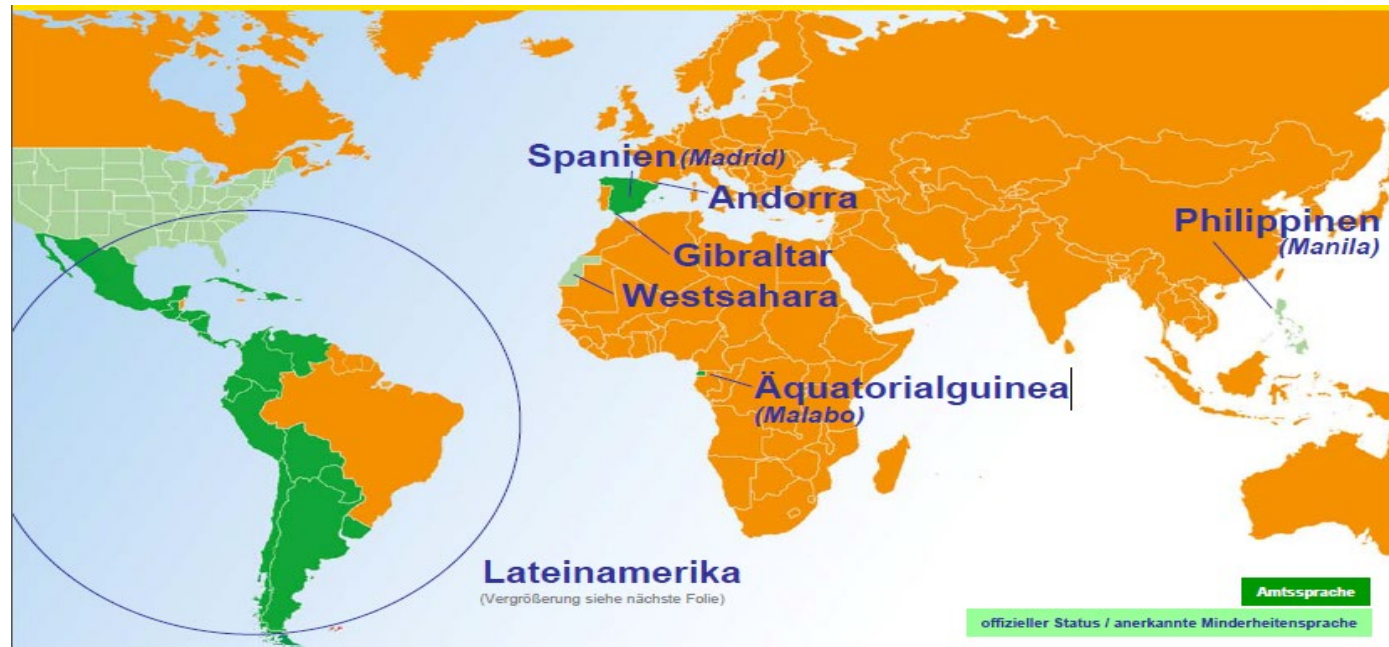 Spanien (Madrid)
Andorra
Philippinen
(Manila)
Gibraltar
Westsahara
Äquatorialguinea
(Malabo)
Lateinamerika
(Vergrößerung siehe nächste Folie)
Amtssprache
offizieller Status / anerkannte Minderheitensprache